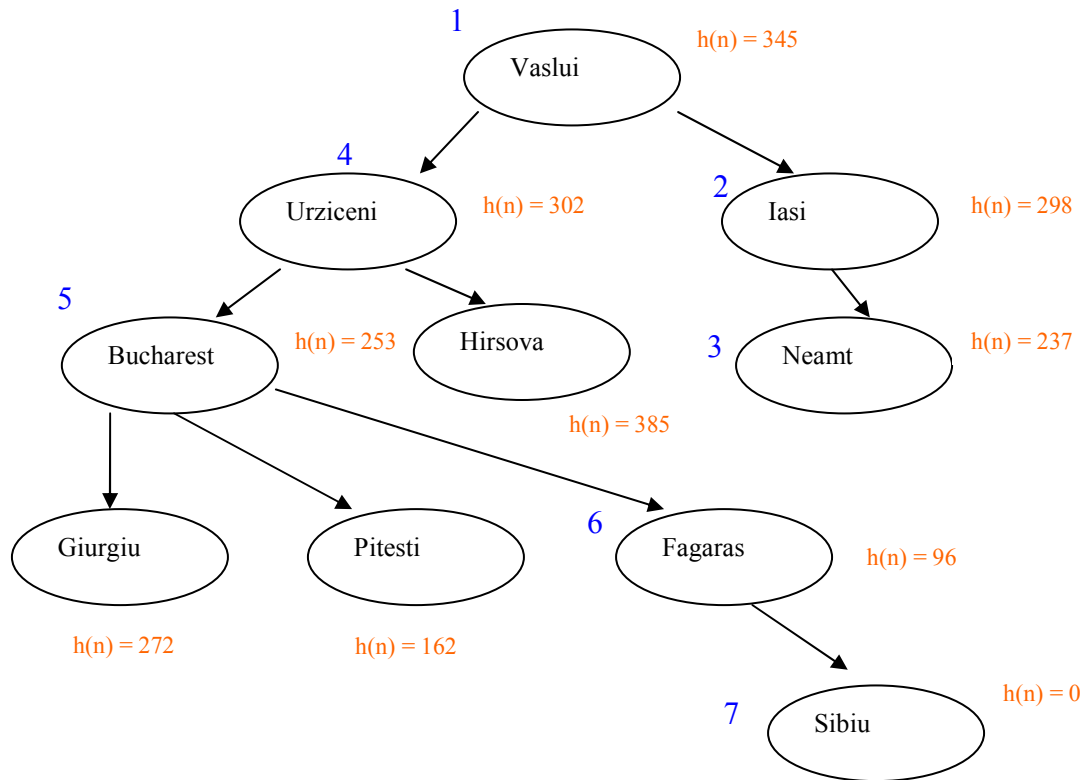 1
h(n) = 345
Vaslui
4
2
Urziceni
h(n) = 302
Iasi
h(n) = 298
5
Bucharest
h(n) = 253
Hirsova
3
Neamt
h(n) = 237
h(n) = 385
6
Giurgiu
Pitesti
Fagaras
h(n) = 96
h(n) = 272
h(n) = 162
h(n) = 0
7
Sibiu